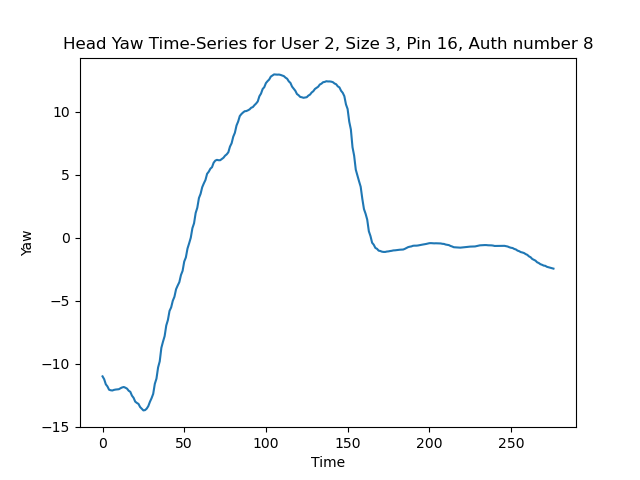 Head Yaw Time-Series for User 2, Size 3, Pin 16, Auth number 8
10
5
0
−5
−10
−15
Yaw
0 50 100 150 200 250
Time